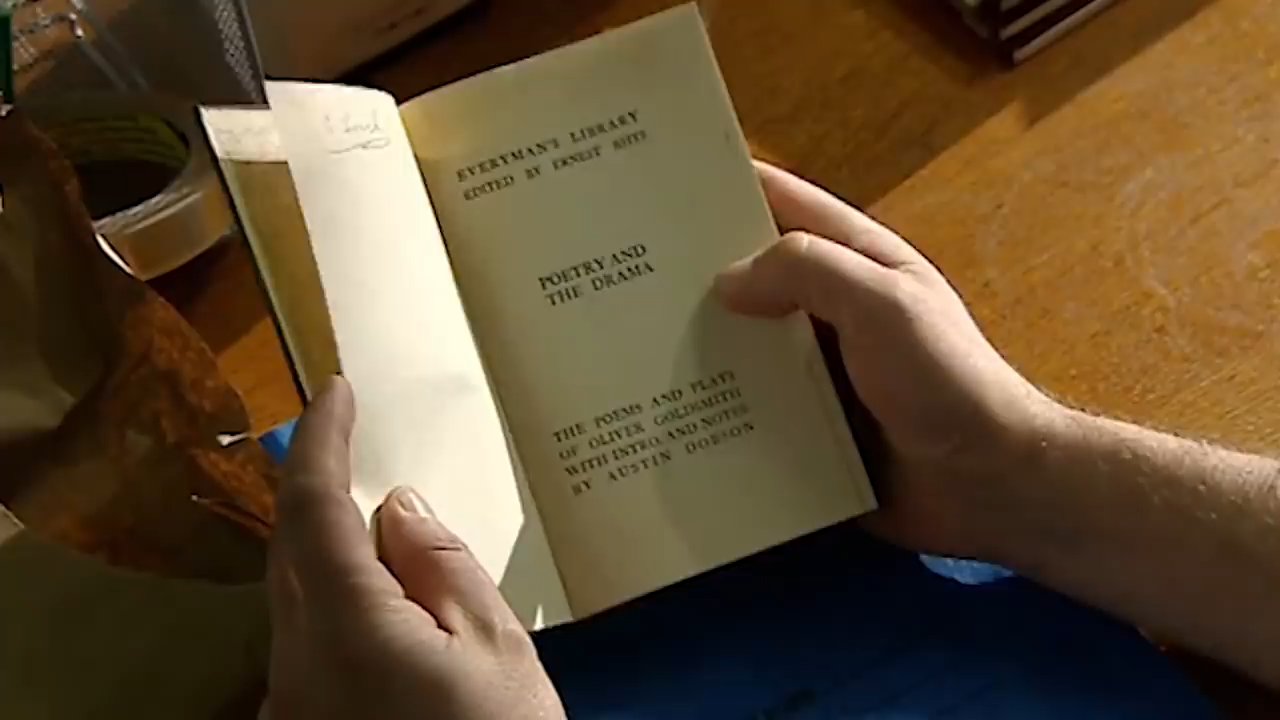 EVERYMAN'S LIBRARY
EDITED BY ERNEST RHYS
POETRY AND
THE DRAMA
THE POEMS AND PLAYS
OF OLIVER GOLDSMITH
WITH INTRO. AND NOTES
BY AUSTIN DOBSON